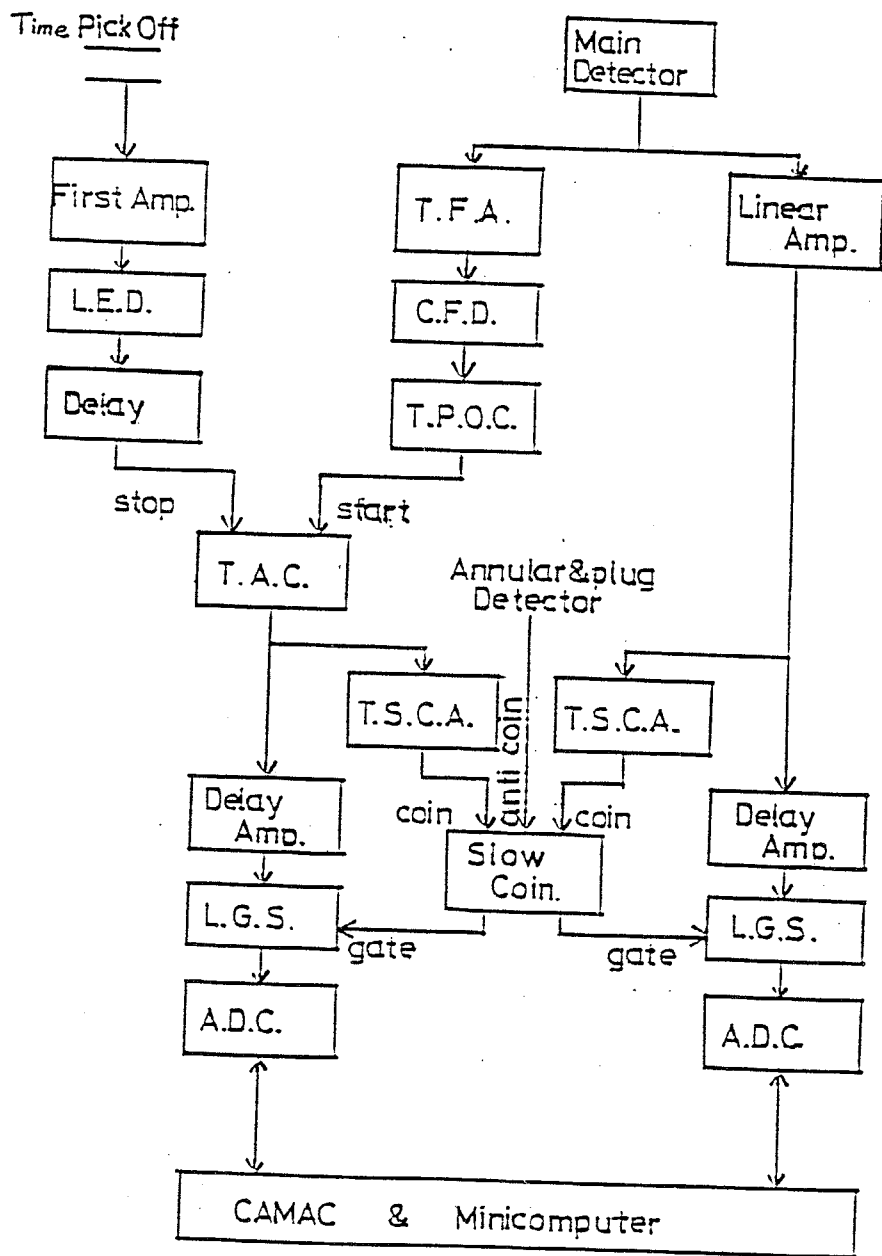 Time Pick Off
Main
Detector
First Amp.
T.F.A.
Linear
Amp.
L.E.D.
C.F.D.
Delay
T.P.O.C.
stop
start
T.A.C.
Annular&plug
Detector
T.S.C.A.
T.S.C.A.
anti coin
coin
coin
Delay
Amp.
Slow
Coin.
Delay
Amp.
L.G.S.
gate
gate
L.G.S.
A.D.C.
A.D.C
CAMAC & Minicomputer